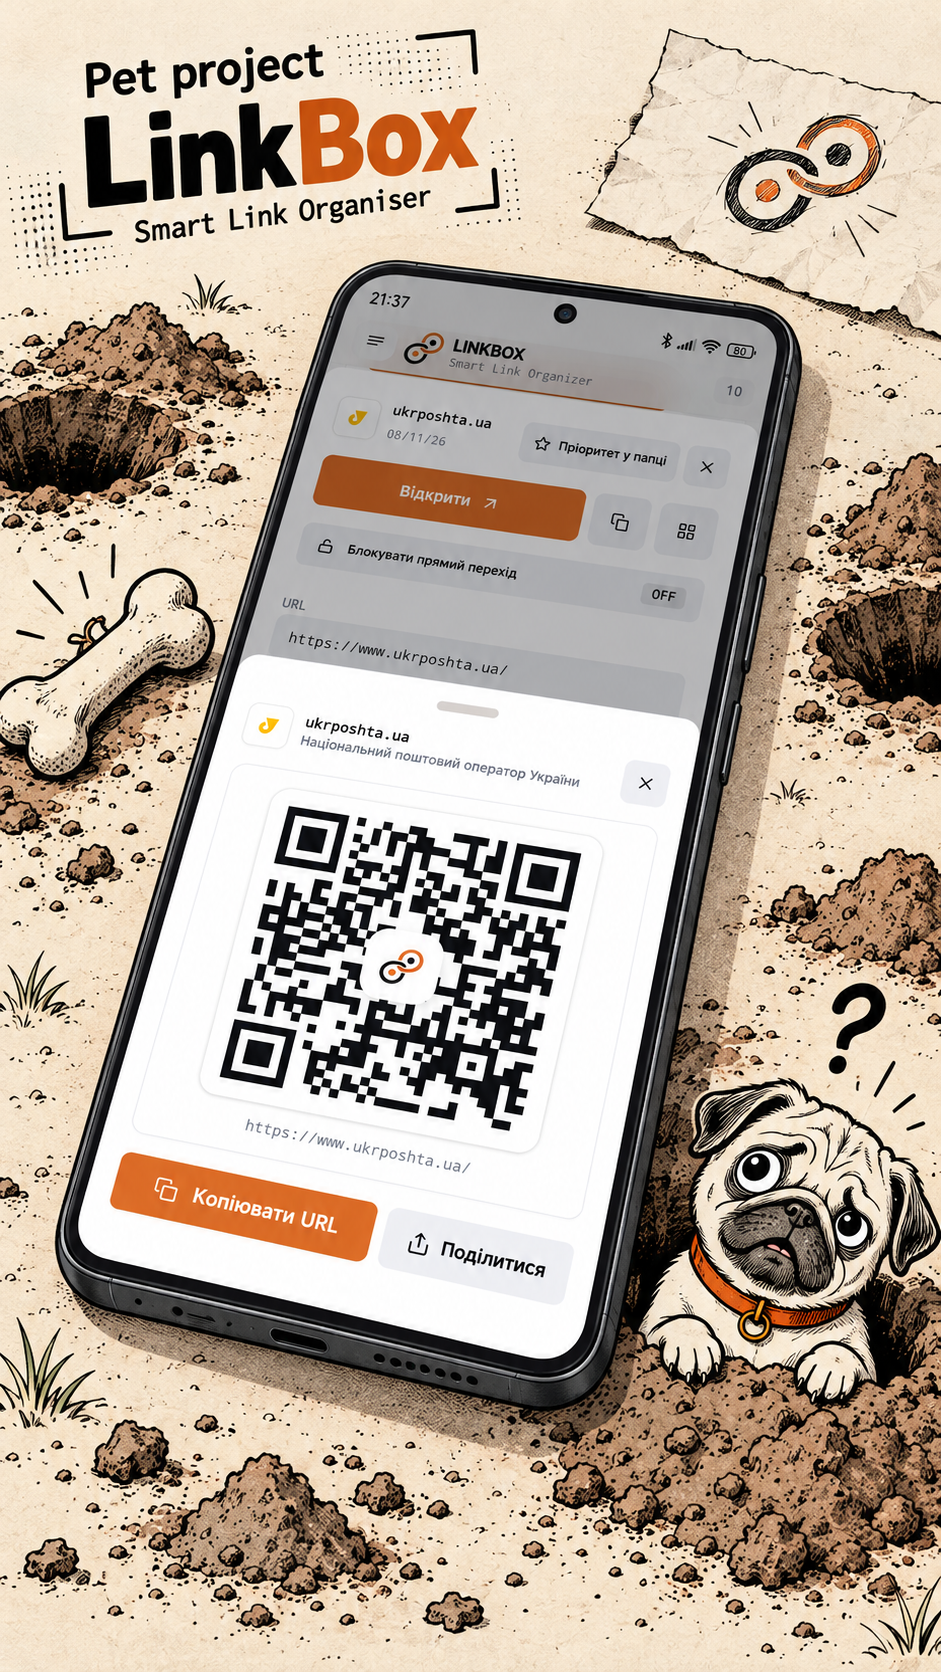 Pet project
LinkBox
Smart Link Organiser
21:37
80
LINKBOX
Smart Link Organizer
10
ukrposhta.ua
08/11/26
Пріоритет у папці
Відкрити
Блокувати прямий перехід
OFF
URL
https://www.ukrposhta.ua/
ukrposhta.ua
Національний поштовий оператор України
https://www.ukrposhta.ua/
Копіювати URL
Поділитися
?